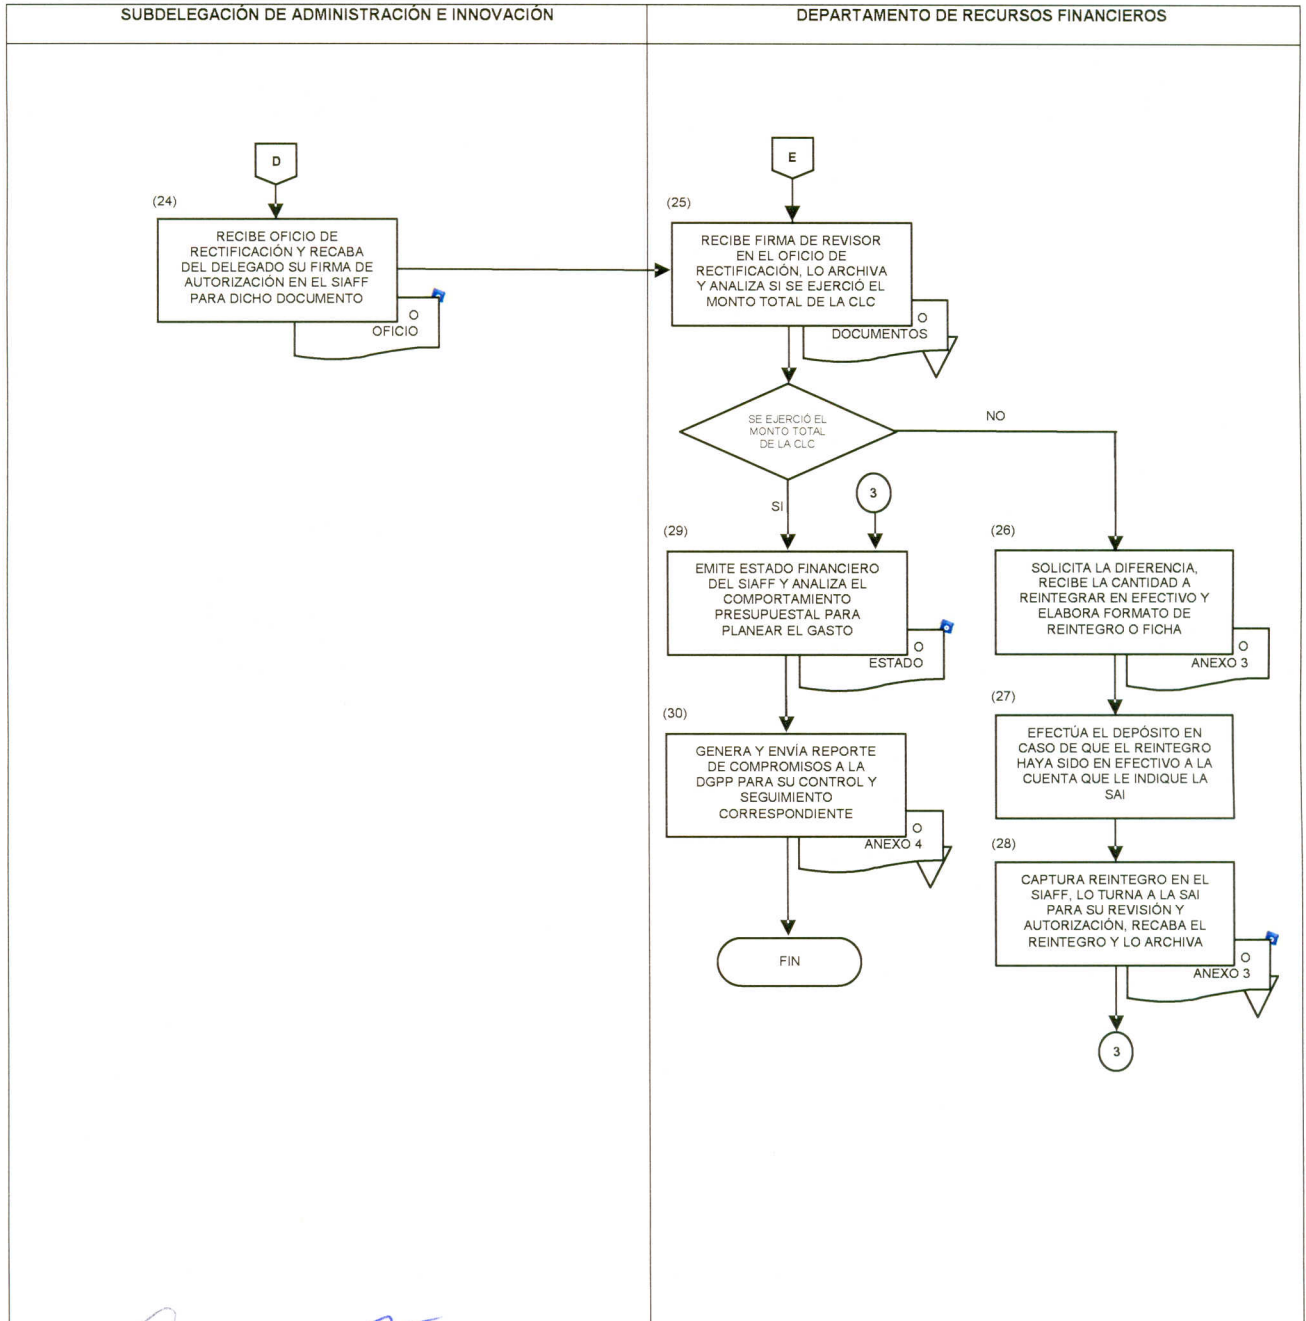 SUBDELEGACIÓN DE ADMINISTRACIÓN E INNOVACIÓN
DEPARTAMENTO DE RECURSOS FINANCIEROS
D
(24)
RECIBE OFICIO DE
RECTIFICACIÓN Y RECABA
DEL DELEGADO SU FIRMA DE
AUTORIZACIÓN EN EL SIAFF
PARA DICHO DOCUMENTO
O
OFICIO
E
(25)
RECIBE FIRMA DE REVISOR
EN EL OFICIO DE
RECTIFICACIÓN, LO ARCHIVA
Y ANALIZA SI SE EJERCIÓ EL
MONTO TOTAL DE LA CLC
O
DOCUMENTOS
SE EJERCIÓ EL
MONTO TOTAL
DE LA CLC
NO
SI
3
(29)
EMITE ESTADO FINANCIERO
DEL SIAFF Y ANALIZA EL
COMPORTAMIENTO
PRESUPUESTAL PARA
PLANEAR EL GASTO
O
ESTADO
(30)
GENERA Y ENVÍA REPORTE
DE COMPROMISOS A LA
DGPP PARA SU CONTROL Y
SEGUIMIENTO
CORRESPONDIENTE
O
ANEXO 4
FIN
(26)
SOLICITA LA DIFERENCIA,
RECIBE LA CANTIDAD A
REINTEGRAR EN EFECTIVO Y
ELABORA FORMATO DE
REINTEGRO O FICHA
O
ANEXO 3
(27)
EFECTÚA EL DEPÓSITO EN
CASO DE QUE EL REINTEGRO
HAYA SIDO EN EFECTIVO A LA
CUENTA QUE LE INDIQUE LA
SAI
(28)
CAPTURA REINTEGRO EN EL
SIAFF, LO TURNA A LA SAI
PARA SU REVISIÓN Y
AUTORIZACIÓN, RECABA EL
REINTEGRO Y LO ARCHIVA
O
ANEXO 3
3